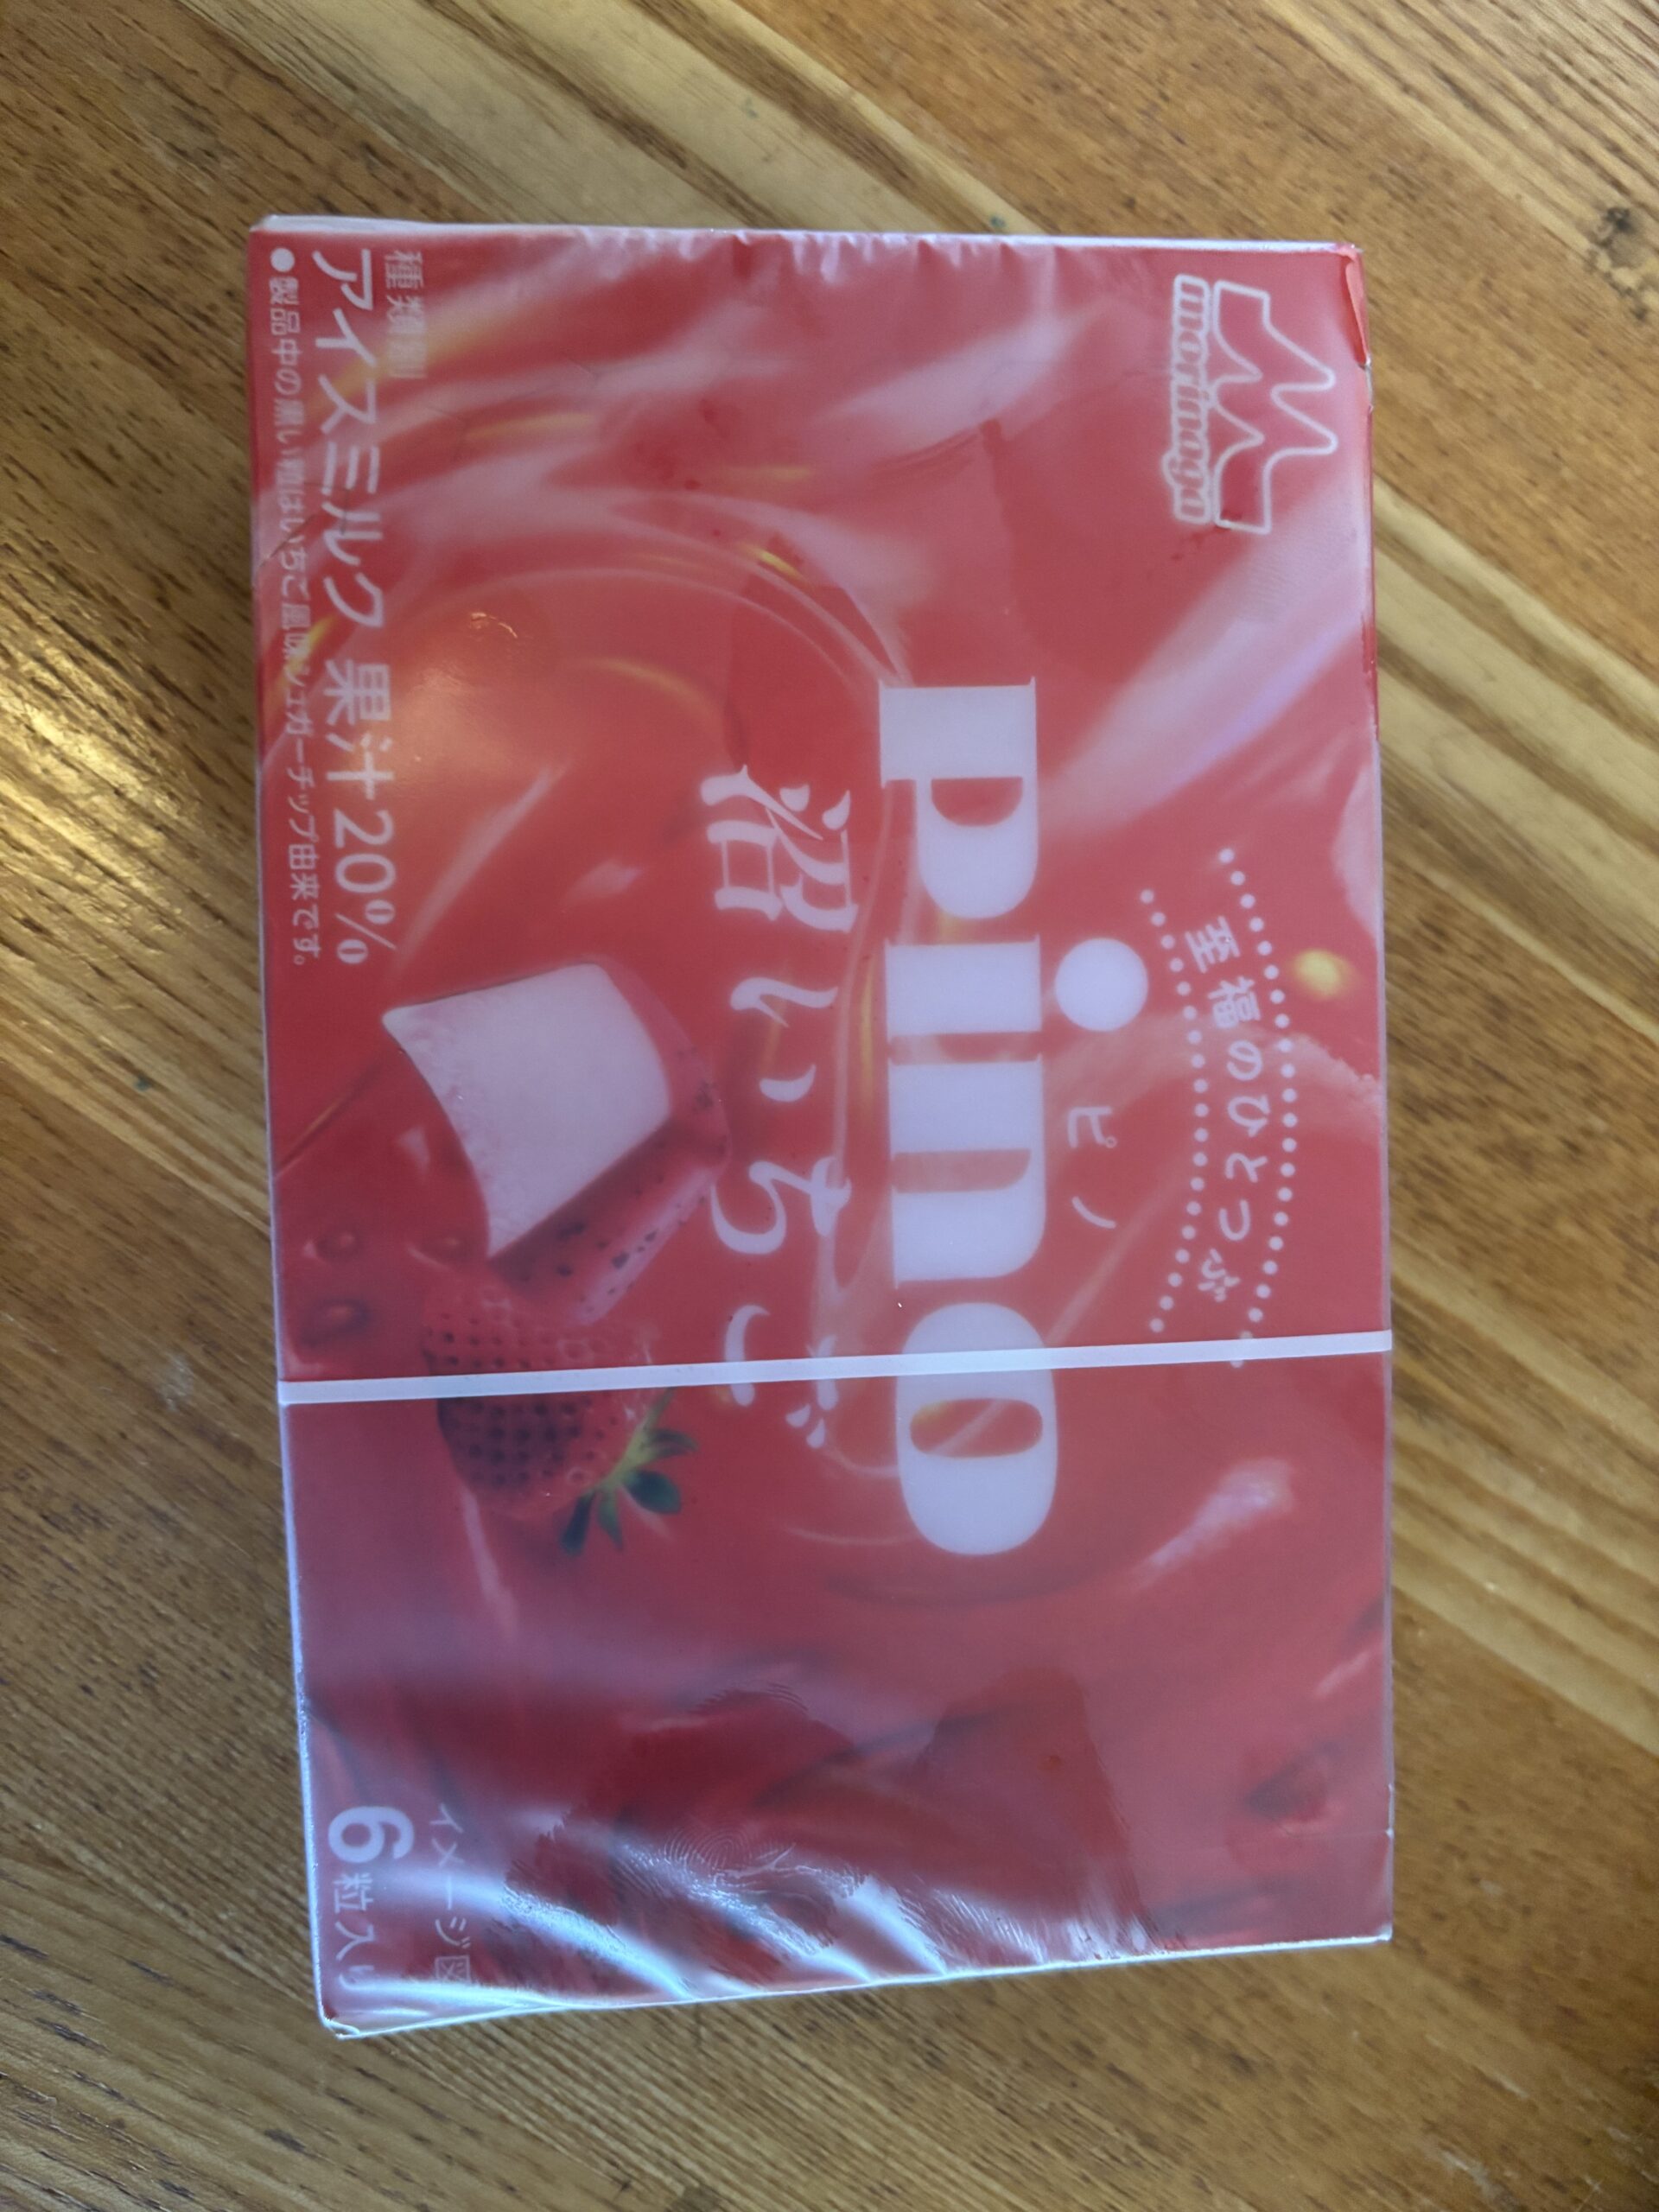 morinaga
至福のひとつぶ
ピノ
pino
沼いちご
種類別
アイスミルク 果汁20%
●製品中の黒い粒はいちご風味シュガーチップ由来です。
イメージ図
6粒入り